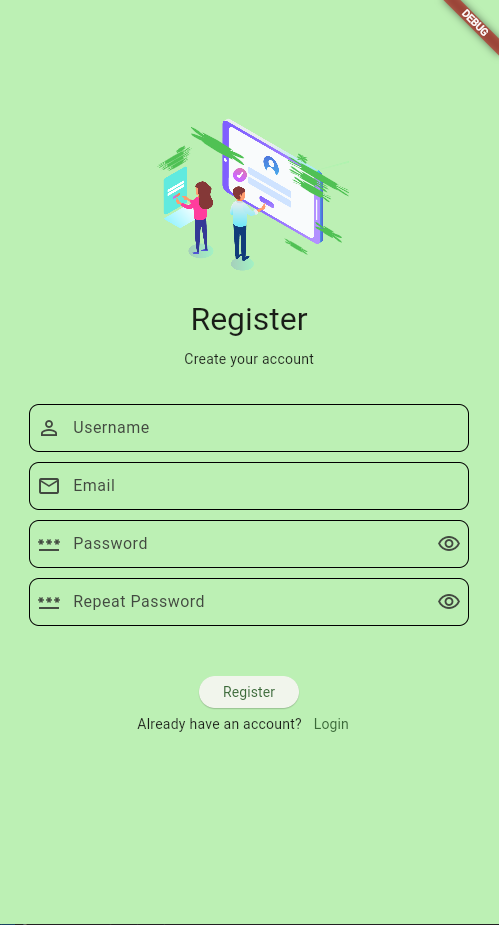 DEBUG
Register
Create your account
Username
Email
*** Password
*** Repeat Password
Register
Already have an account? Login